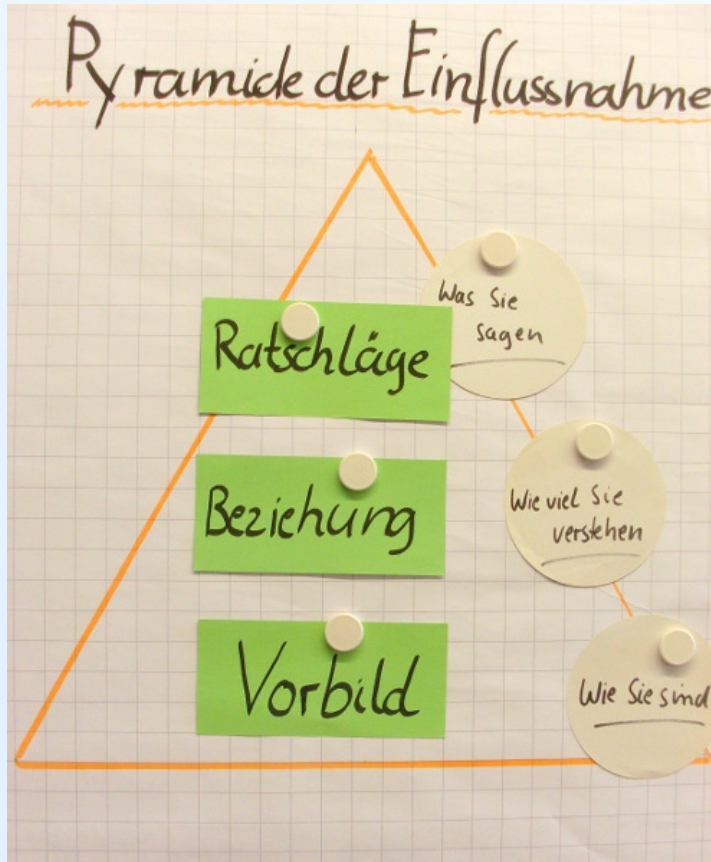 Pyramide der Einflussnahme
Ratschläge
Was Sie
sagen
Beziehung
Wie viel Sie
verstehen
Vorbild
Wie Sie sind